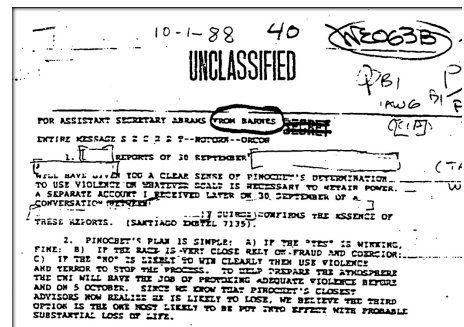 10-1-88 40 WE063B
UNCLASSIFIED
PBI
IAWG BI
FOR ASSISTANT SECRETARY ABRAMS FROM BARNES SECRET
ENTIRE MESSAGE S E C R E T--NOFORN--ORCON
1. REPORTS OF 30 SEPTEMBER
WILL HAVE GIVEN YOU A CLEAR SENSE OF PINOCHET'S DETERMINATION
TO USE VIOLENCE ON WHATEVER SCALE IS NECESSARY TO RETAIN POWER.
A SEPARATE ACCOUNT I RECEIVED LATER ON 30 SEPTEMBER OF A
CONVERSATION BETWEEN
CONFIRMS THE ESSENCE OF
THESE REPORTS. (SANTIAGO 7135).
2. PINOCHET'S PLAN IS SIMPLE: A) IF THE "YES" IS WINNING,
FINE; B) IF THE RACE IS VERY CLOSE RELY ON FRAUD AND COERCION;
C) IF THE "NO" IS LIKELY TO WIN CLEARLY THEN USE VIOLENCE
AND TERROR TO STOP THE PROCESS. TO HELP PREPARE THE ATMOSPHERE
THE CNI WILL HAVE THE JOB OF PROVOKING ADEQUATE VIOLENCE BEFORE
AND ON 5 OCTOBER. SINCE WE KNOW THAT PINOCHET'S CLOSEST
ADVISORS NOW REALIZE HE IS LIKELY TO LOSE, WE BELIEVE THE THIRD
OPTION IS THE ONE MOST LIKELY TO BE PUT INTO EFFECT WITH PROBABLE
SUBSTANTIAL LOSS OF LIFE.